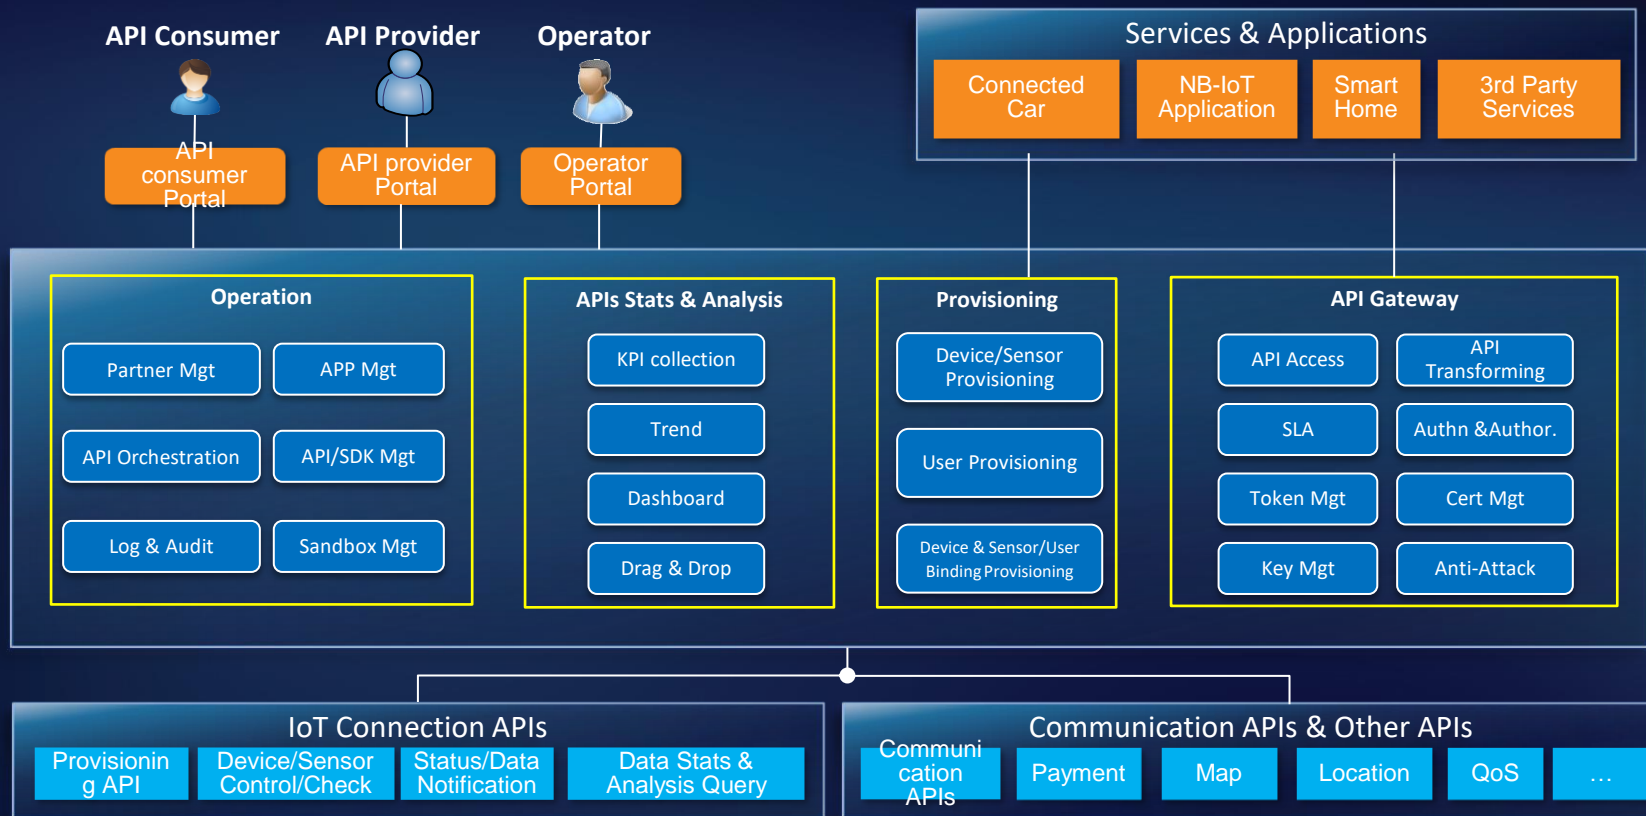 API Consumer
API Provider
Operator
API
consumer
Portal
API provider
Portal
Operator
Portal
Services & Applications
Connected
Car
NB-IoT
Application
Smart
Home
3rd Party
Services
Operation
Partner Mgt
APP Mgt
API Orchestration
API/SDK Mgt
Log & Audit
Sandbox Mgt
APIs Stats & Analysis
KPI collection
Trend
Dashboard
Drag & Drop
Provisioning
Device/Sensor
Provisioning
User Provisioning
Device & Sensor/User
Binding Provisioning
API Gateway
API Access
API
Transforming
SLA
Authn &Author.
Token Mgt
Cert Mgt
Key Mgt
Anti-Attack
IoT Connection APIs
Provisionin
g API
Device/Sensor
Control/Check
Status/Data
Notification
Data Stats &
Analysis Query
Communication APIs & Other APIs
Communi
cation
APIs
Payment
Map
Location
QoS
...